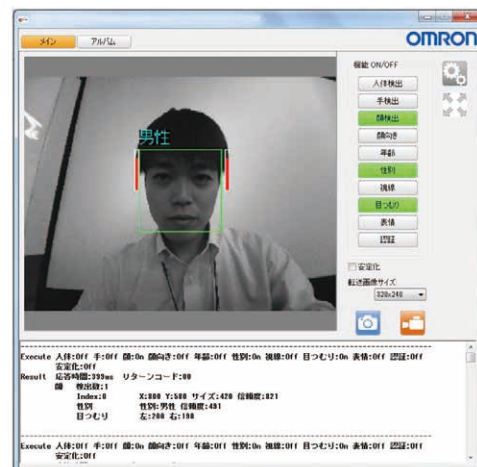 メイン
アルバム
OMRON
機能 ON/OFF
人体検出
手検出
顔検出
顔向き
年齢
性別
視線
目つむり
表情
認証
安定化
転送画像サイズ
320x240
男性
Execute 人体:Off 手:Off 顔:On 顔向き:Off 年齢:Off 性別:On 視線:Off 目つむり:On 表情:Off 認証:Off
安定化:Off
Result 応答時間:399ms リターンコード:00
顔 検出数:1
Index:0 X:800 Y:580 サイズ:420 信頼度:821
性別 性別:男性 信頼度:491
目つむり 左:200 右:190
Execute 人体:Off 手:Off 顔:On 顔向き:Off 年齢:Off 性別:On 視線:Off 目つむり:On 表情:Off 認証:Off
安定化:Off